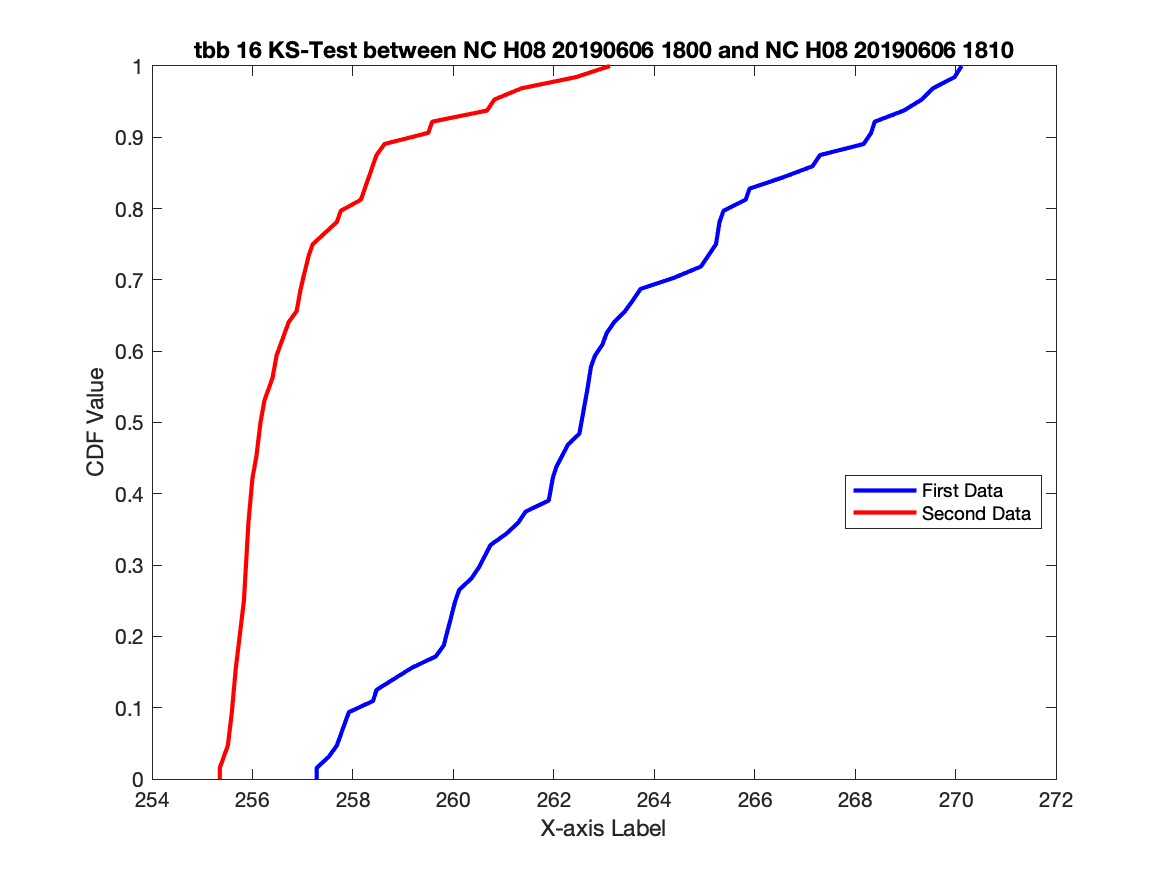 tbb 16 KS-Test between NC H08 20190606 1800 and NC H08 20190606 1810
1
0.9
0.8
0.7
0.6
0.5
0.4
0.3
0.2
0.1
0
CDF Value
First Data
Second Data
254 256 258 260 262 264 266 268 270 272
X-axis Label